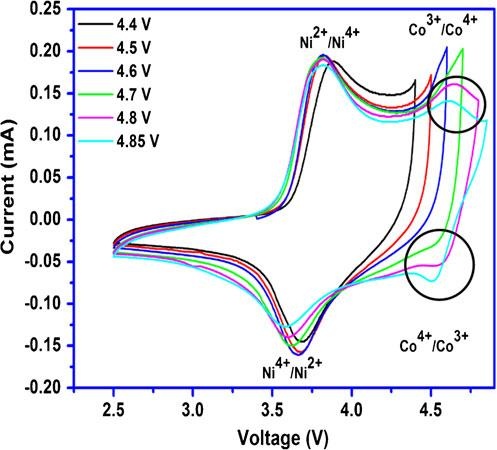 4.4 V
4.5 V
4.6 V
4.7 V
4.8 V
4.85 V
Ni²⁺/Ni⁴⁺
Co³⁺/Co⁴⁺
Ni⁴⁺/Ni²⁺
Co⁴⁺/Co³⁺
0.25
0.20
0.15
0.10
0.05
0.00
-0.05
-0.10
-0.15
-0.20
Current (mA)
2.5 3.0 3.5 4.0 4.5
Voltage (V)